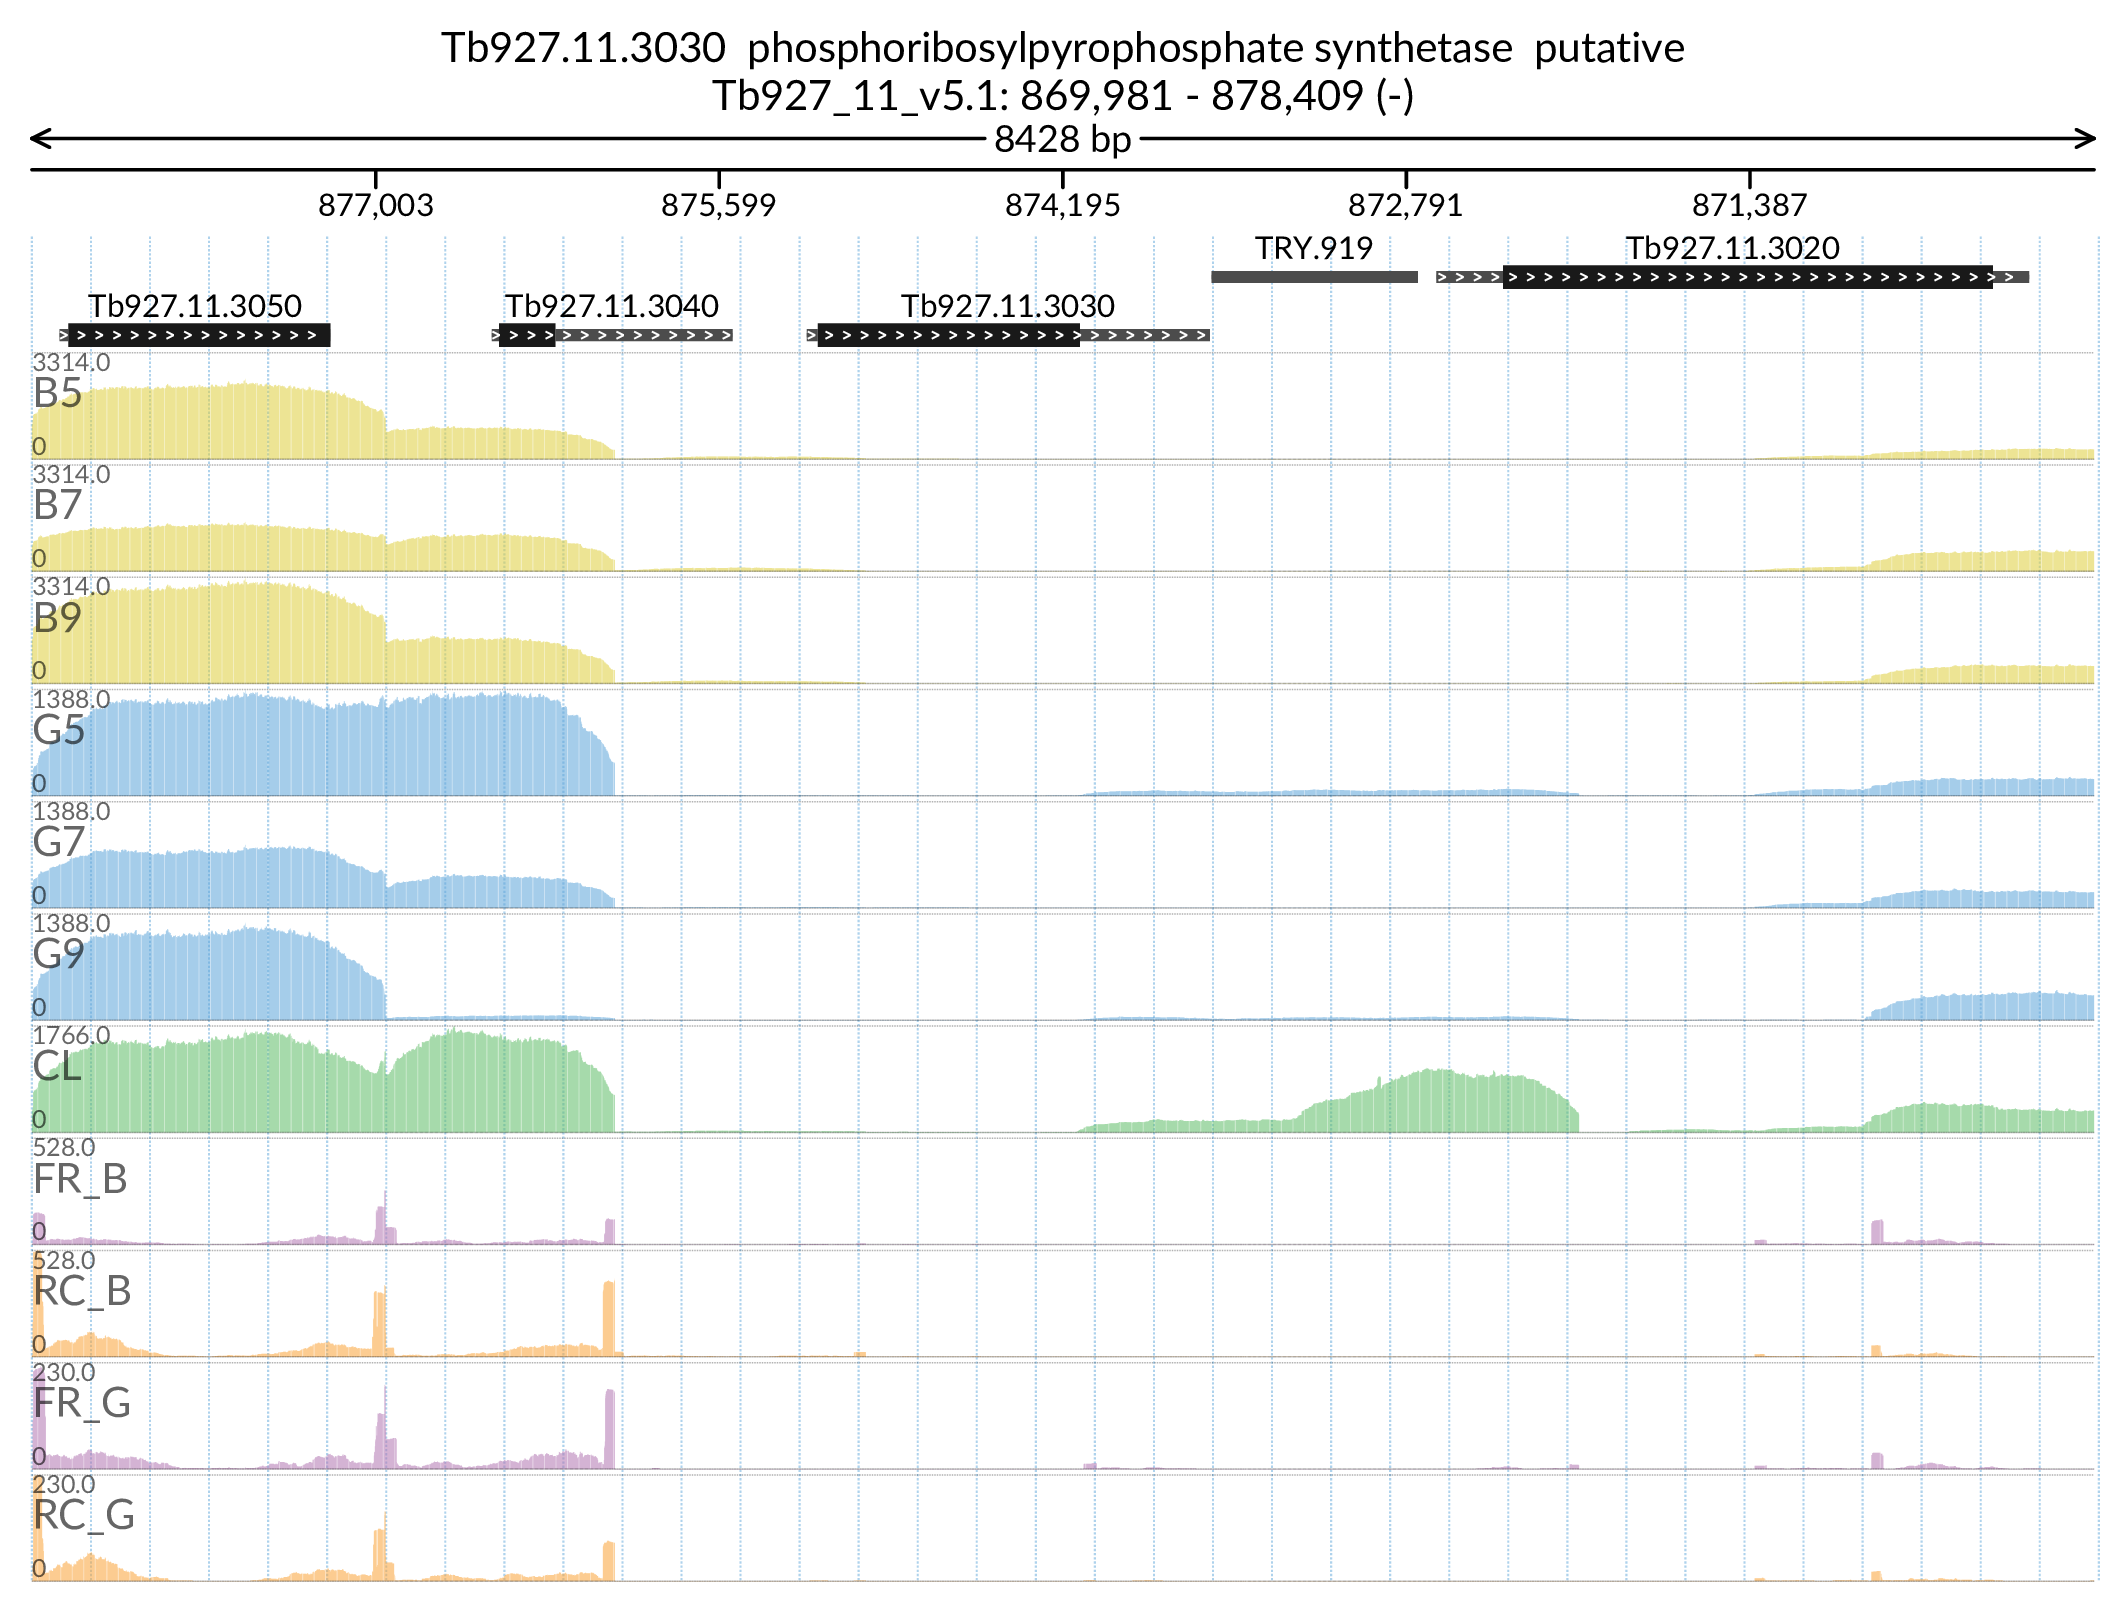 Tb927.11.3030  phosphoribosylpyrophosphate synthetase  putative
Tb927_11_v5.1: 869,981 - 878,409 (-)
8428 bp
877,003 875,599 874,195 872,791 871,387
TRY.919 Tb927.11.3020
Tb927.11.3050 Tb927.11.3040 Tb927.11.3030
3314.0
B5
0
3314.0
B7
0
3314.0
B9
0
1388.0
G5
0
1388.0
G7
0
1388.0
G9
0
1766.0
CL
0
528.0
FR_B
0
528.0
RC_B
0
230.0
FR_G
0
230.0
RC_G
0